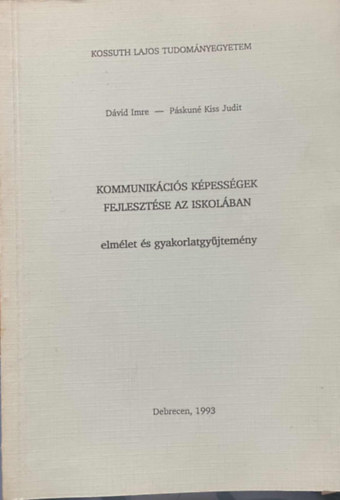 KOSSUTH LAJOS TUDOMÁNYEGYETEM
Dávid Imre — Páskuné Kiss Judit
KOMMUNIKÁCIÓS KÉPESSÉGEK
FEJLESZTÉSE AZ ISKOLÁBAN
elmélet és gyakorlatgyűjtemény
Debrecen, 1993